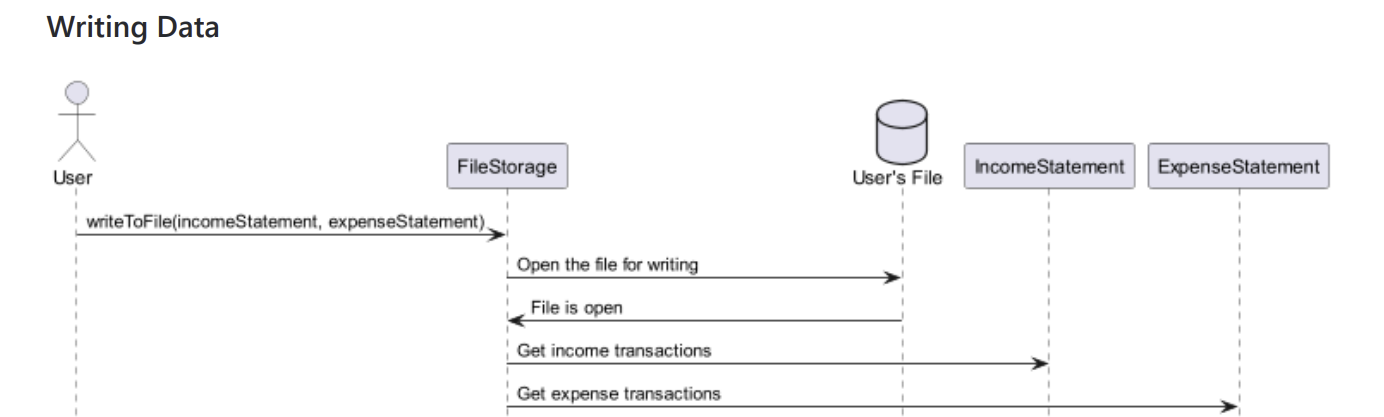 Writing Data
User
FileStorage
User's File
IncomeStatement
ExpenseStatement
writeToFile(incomeStatement, expenseStatement)
Open the file for writing
File is open
Get income transactions
Get expense transactions